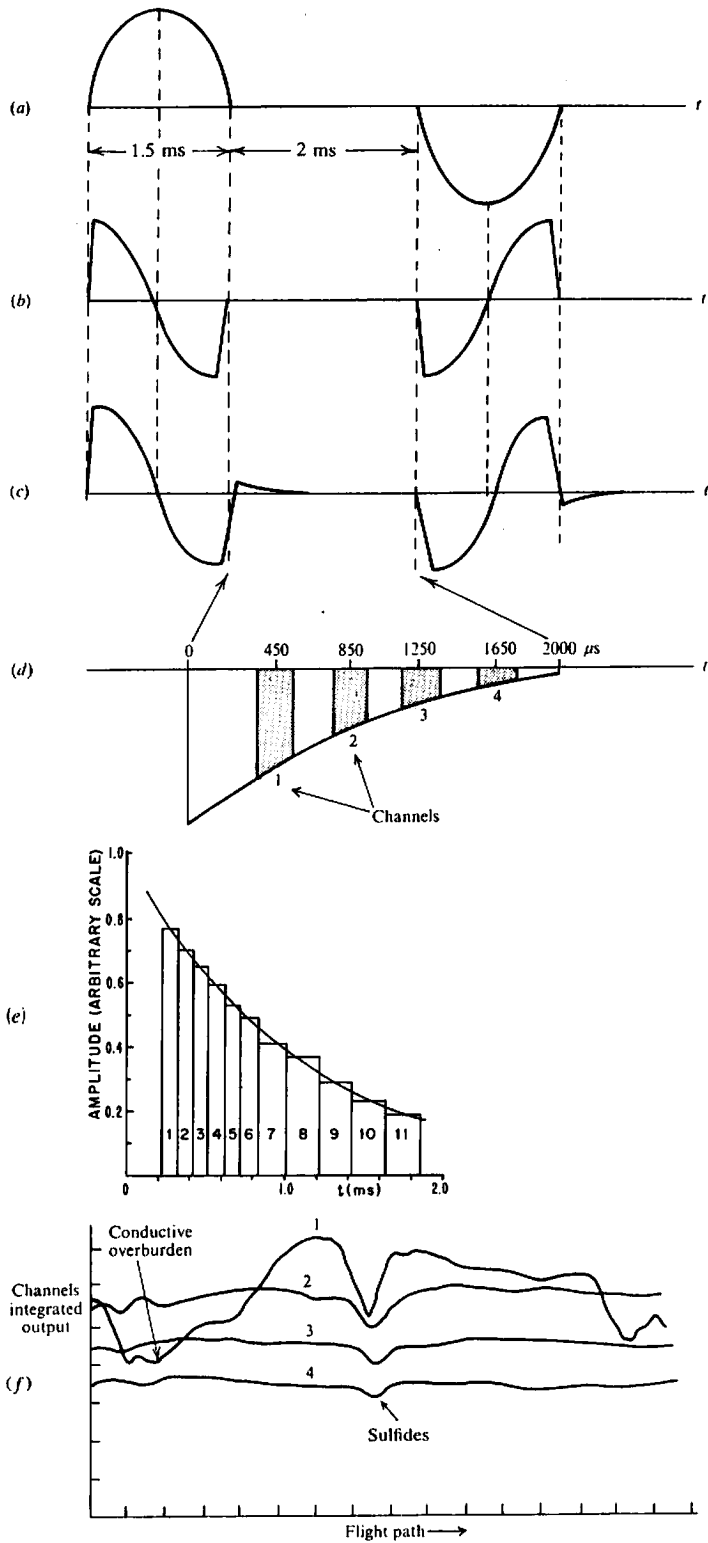 (a)
t
1.5 ms
2 ms
(b)
t
(c)
t
0 450 850 1250 1650 2000 μs
(d)
t
1
2
3
4
Channels
(e)
AMPLITUDE (ARBITRARY SCALE)
1.0
0.8
0.6
0.4
0.2
1 2 3 4 5 6 7 8 9 10 11
0 1.0 2.0
t(ms)
Conductive
overburden
1
Channels
integrated
output
2
3
(f)
4
Sulfides
Flight path